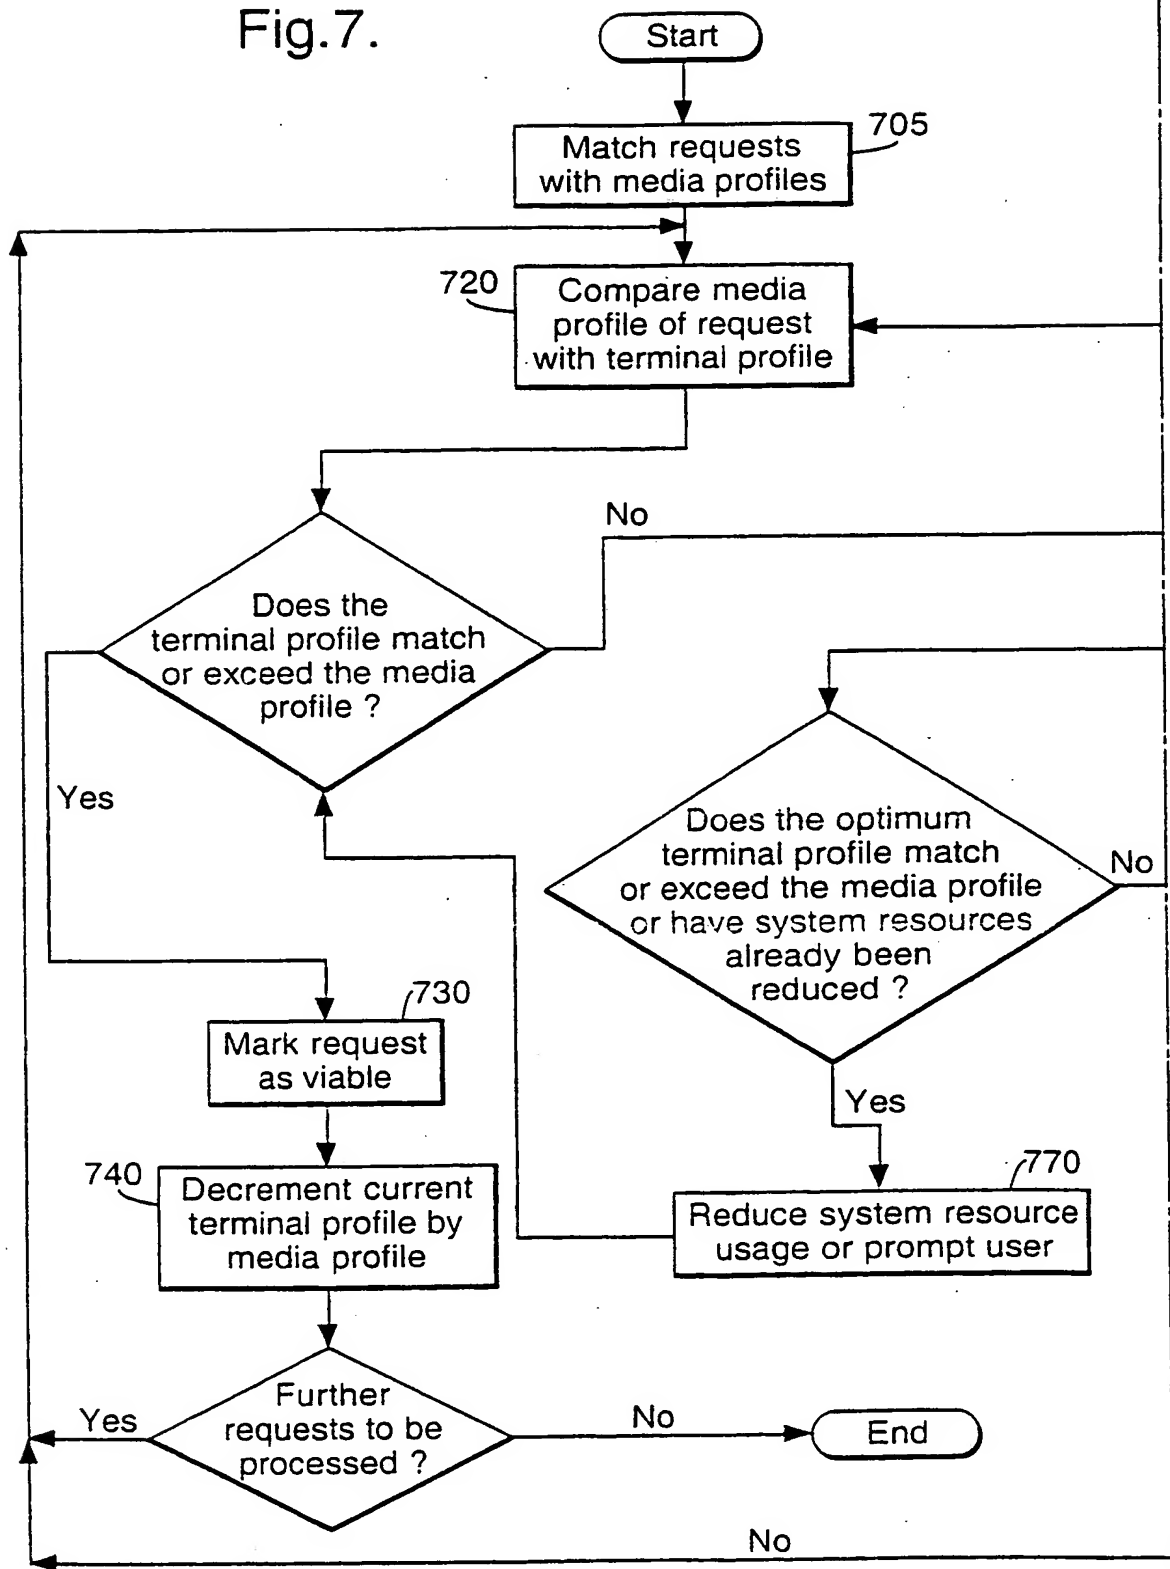 Fig.7.
Start
705
Match requests
with media profiles
720
Compare media
profile of request
with terminal profile
No
Does the
terminal profile match
or exceed the media
profile ?
Yes
Does the optimum
terminal profile match
or exceed the media profile
or have system resources
already been
reduced ?
No
730
Mark request
as viable
Yes
740
Decrement current
terminal profile by
media profile
770
Reduce system resource
usage or prompt user
Further
requests to be
processed ?
Yes
No
End
No